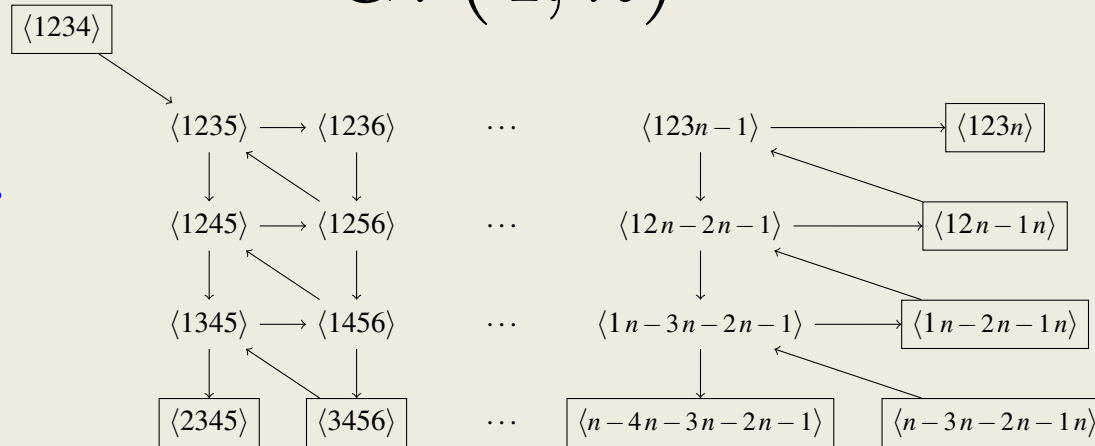 ⟨1234⟩
⟨1235⟩ ⟨1236⟩ ⋯ ⟨123n−1⟩ ⟨123n⟩
⟨1245⟩ ⟨1256⟩ ⋯ ⟨12n−2n−1⟩ ⟨12n−1n⟩
⟨1345⟩ ⟨1456⟩ ⋯ ⟨1n−3n−2n−1⟩ ⟨1n−2n−1n⟩
⟨2345⟩ ⟨3456⟩ ⋯ ⟨n−4n−3n−2n−1⟩ ⟨n−3n−2n−1n⟩